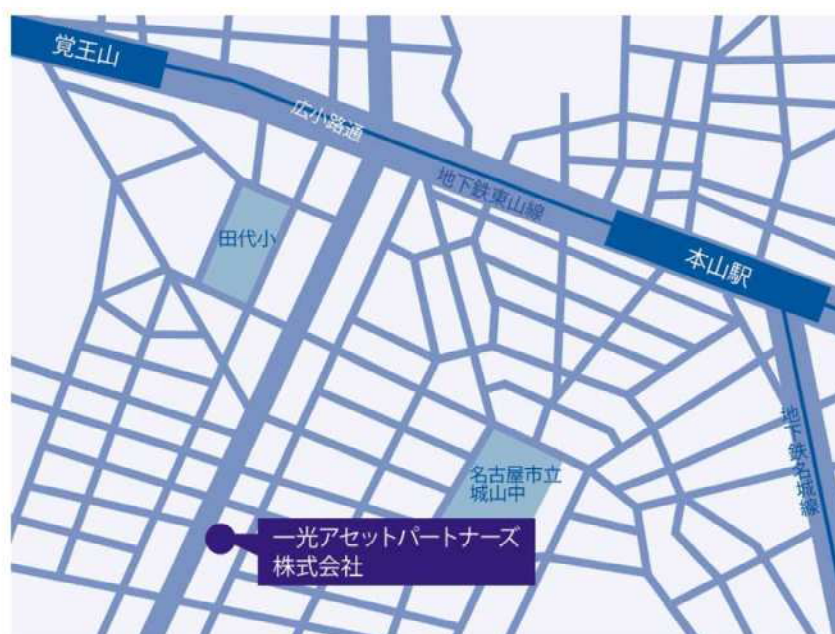 覚王山
広小路通
地下鉄東山線
田代小
本山駅
地下鉄名城線
名古屋市立
城山中
一光アセットパートナーズ
株式会社